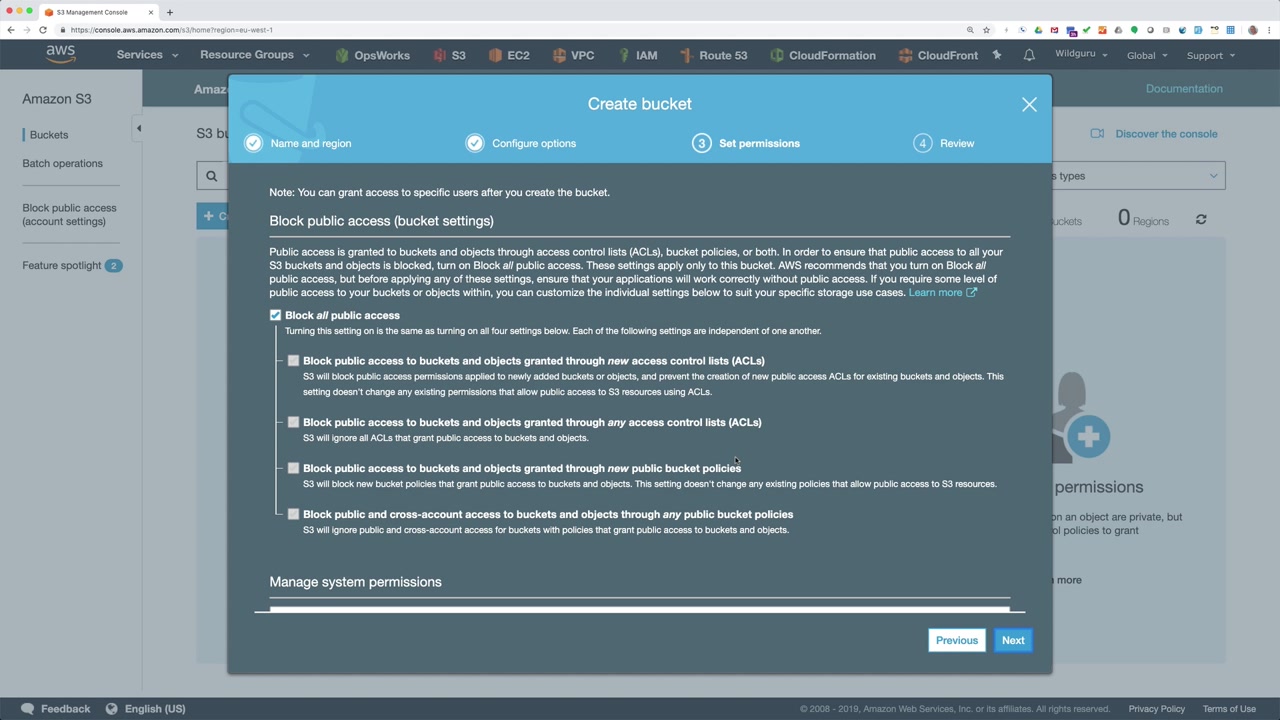 S3 Management Console
https://console.aws.amazon.com/s3/home?region=eu-west-1
aws
Services
Resource Groups
OpsWorks
S3
EC2
VPC
IAM
Route 53
CloudFormation
CloudFront
Wildguru
Global
Support
Amazon S3
Buckets
Batch operations
Block public access
(account settings)
Feature spotlight 2
Amaz
Documentation
S3 bu
Discover the console
s types
uckets
0 Regions
Create bucket
Name and region
Configure options
3 Set permissions
4 Review
Note: You can grant access to specific users after you create the bucket.
Block public access (bucket settings)
Public access is granted to buckets and objects through access control lists (ACLs), bucket policies, or both. In order to ensure that public access to all your
S3 buckets and objects is blocked, turn on Block all public access. These settings apply only to this bucket. AWS recommends that you turn on Block all
public access, but before applying any of these settings, ensure that your applications will work correctly without public access. If you require some level of
public access to your buckets or objects within, you can customize the individual settings below to suit your specific storage use cases. Learn more
Block all public access
Turning this setting on is the same as turning on all four settings below. Each of the following settings are independent of one another.
Block public access to buckets and objects granted through new access control lists (ACLs)
S3 will block public access permissions applied to newly added buckets or objects, and prevent the creation of new public access ACLs for existing buckets and objects. This
setting doesn't change any existing permissions that allow public access to S3 resources using ACLs.
Block public access to buckets and objects granted through any access control lists (ACLs)
S3 will ignore all ACLs that grant public access to buckets and objects.
Block public access to buckets and objects granted through new public bucket policies
S3 will block new bucket policies that grant public access to buckets and objects. This setting doesn't change any existing policies that allow public access to S3 resources.
Block public and cross-account access to buckets and objects through any public bucket policies
S3 will ignore public and cross-account access for buckets with policies that grant public access to buckets and objects.
Manage system permissions
Previous
Next
permissions
on an object are private, but
ol policies to grant
more
Feedback
English (US)
© 2008 - 2019, Amazon Web Services, Inc. or its affiliates. All rights reserved.
Privacy Policy
Terms of Use